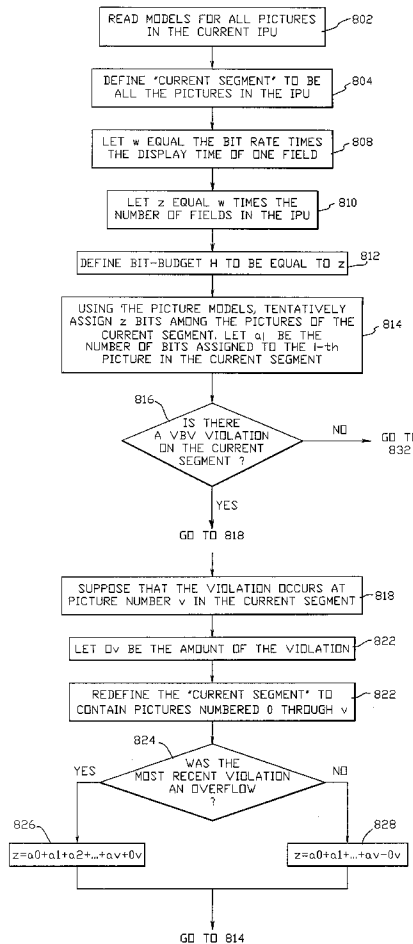 READ MODELS FOR ALL PICTURES
IN THE CURRENT IPU
802
DEFINE "CURRENT SEGMENT" TO BE
ALL THE PICTURES IN THE IPU
804
LET w EQUAL THE BIT RATE TIMES
THE DISPLAY TIME OF ONE FIELD
808
LET z EQUAL w TIMES THE
NUMBER OF FIELDS IN THE IPU
810
DEFINE BIT-BUDGET H TO BE EQUAL TO z
812
USING THE PICTURE MODELS, TENTATIVELY
ASSIGN z BITS AMONG THE PICTURES OF THE
CURRENT SEGMENT. LET ai BE THE
NUMBER OF BITS ASSIGNED TO THE i-th
PICTURE IN THE CURRENT SEGMENT
814
816
IS THERE
A VBV VIOLATION
ON THE CURRENT
SEGMENT ?
NO
GO T
832
YES
GO TO 818
SUPPOSE THAT THE VIOLATION OCCURS AT
PICTURE NUMBER v IN THE CURRENT SEGMENT
818
LET Ov BE THE AMOUNT OF THE VIOLATION
822
REDEFINE THE "CURRENT SEGMENT" TO
CONTAIN PICTURES NUMBERED 0 THROUGH v
822
824
YES
WAS THE
MOST RECENT VIOLATION
AN OVERFLOW
?
NO
826
z=a0+a1+a2+...+av+0v
828
z=a0+a1+...+av-0v
GO TO 814